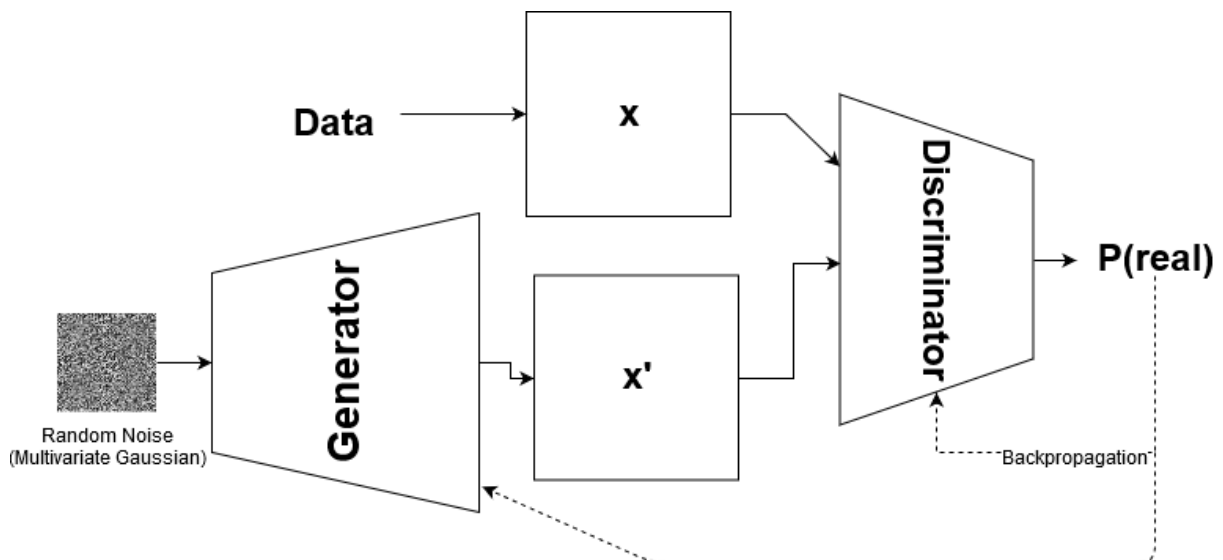 Data
x
Discriminator
P(real)
Generator
x'
Random Noise
(Multivariate Gaussian)
Backpropagation